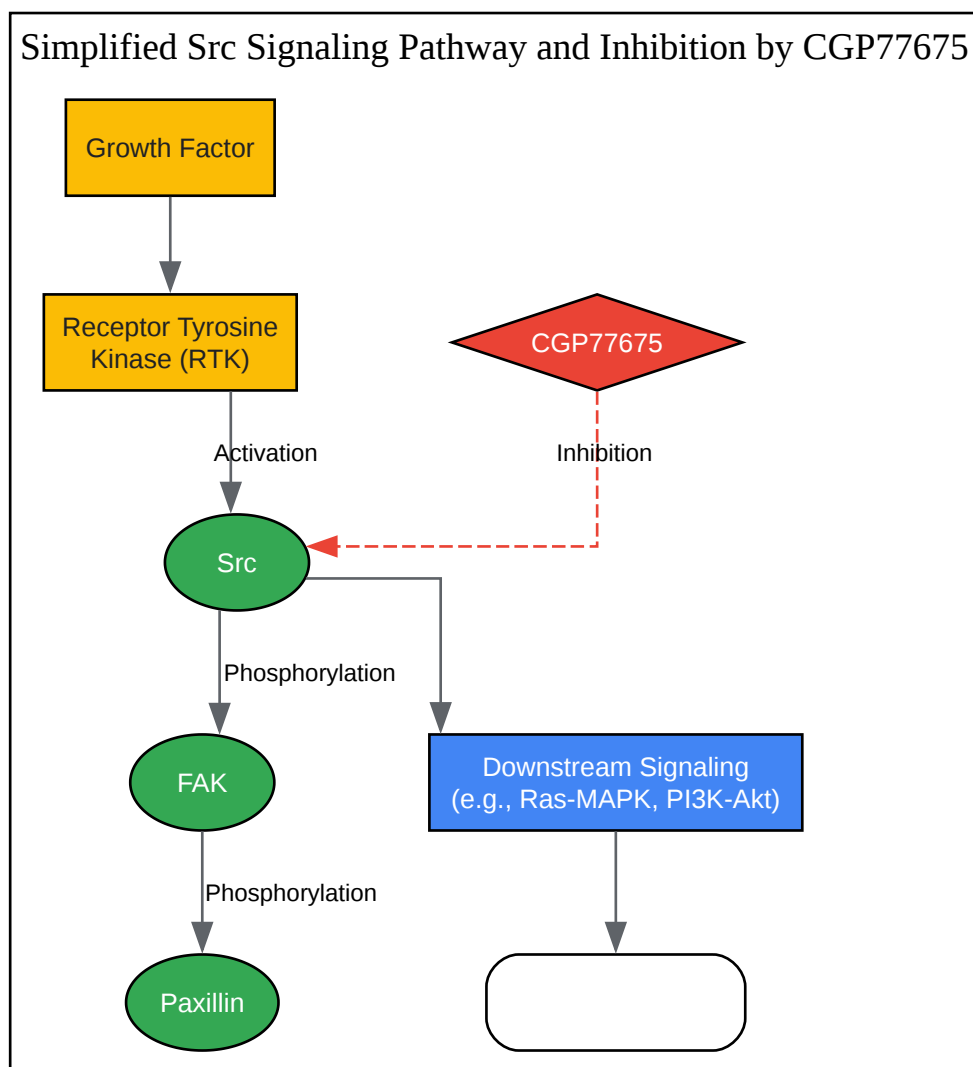 Simplified Src Signaling Pathway and Inhibition by CGP77675
Growth Factor
Receptor Tyrosine
Kinase (RTK)
CGP77675
Activation
Inhibition
Src
Phosphorylation
FAK
Downstream Signaling
(e.g., Ras-MAPK, PI3K-Akt)
Phosphorylation
Paxillin